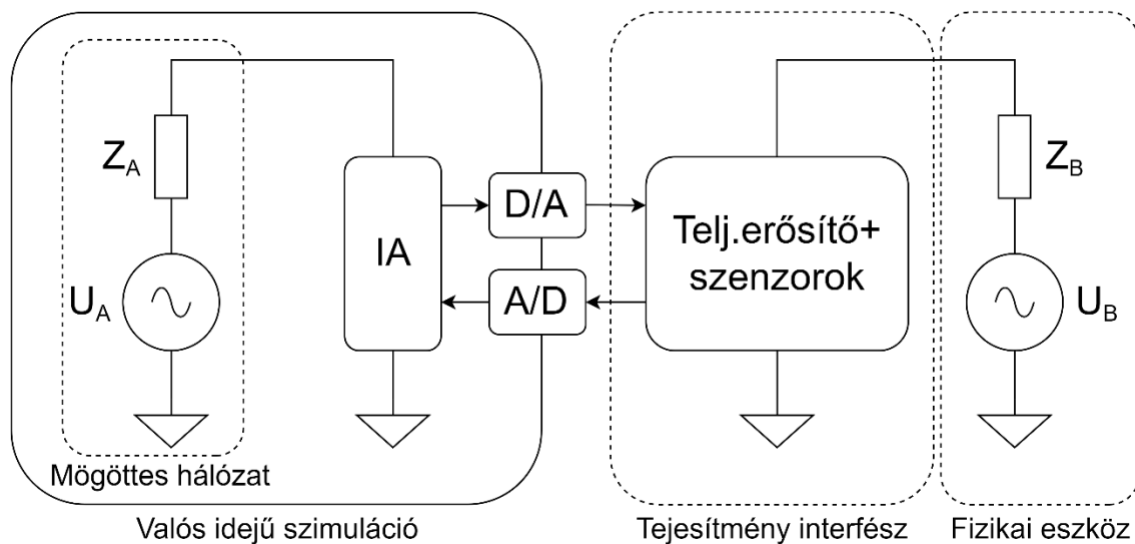 Z_A
U_A
IA
D/A
A/D
Telj.erősítő+
szenzorok
Z_B
U_B
Mögöttes hálózat
Valós idejű szimuláció
Tejesítmény interfész
Fizikai eszköz